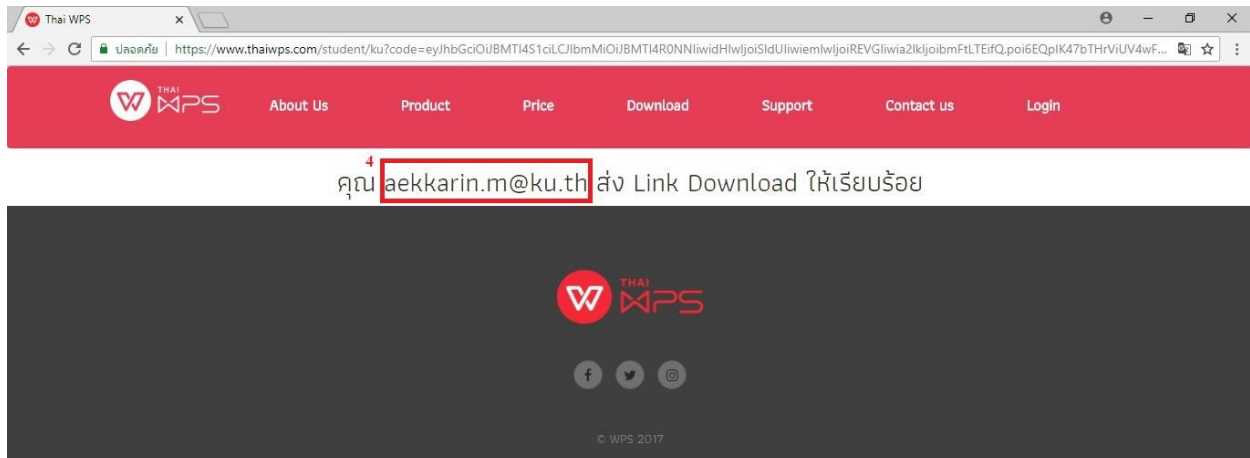 Thai WPS
ปลอดภัย https://www.thaiwps.com/student/ku?code=eyJhbGciOiJBMTI4S1ciLCJlbmMiOiJBMTI4R0NNIiwidHlwIjoiSldUIiwiemlwIjoiREVGIiwia2lkIjoibmFtLTEifQ.poi6EQpIK47bTHrViUV4wF...
THAI WPS About Us Product Price Download Support Contact us Login
4
คุณ aekkarin.m@ku.th ส่ง Link Download ให้เรียบร้อย
THAI
WPS
© WPS 2017